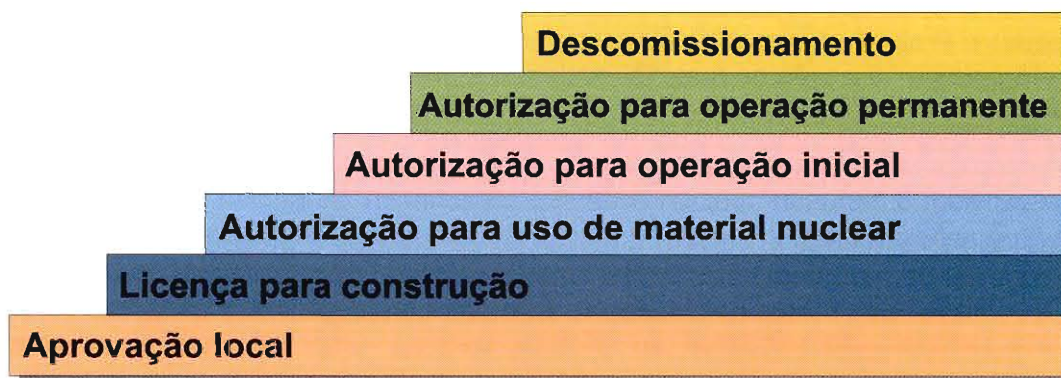 Descomissionamento
Autorização para operação permanente
Autorização para operação inicial
Autorização para uso de material nuclear
Licença para construção
Aprovação local